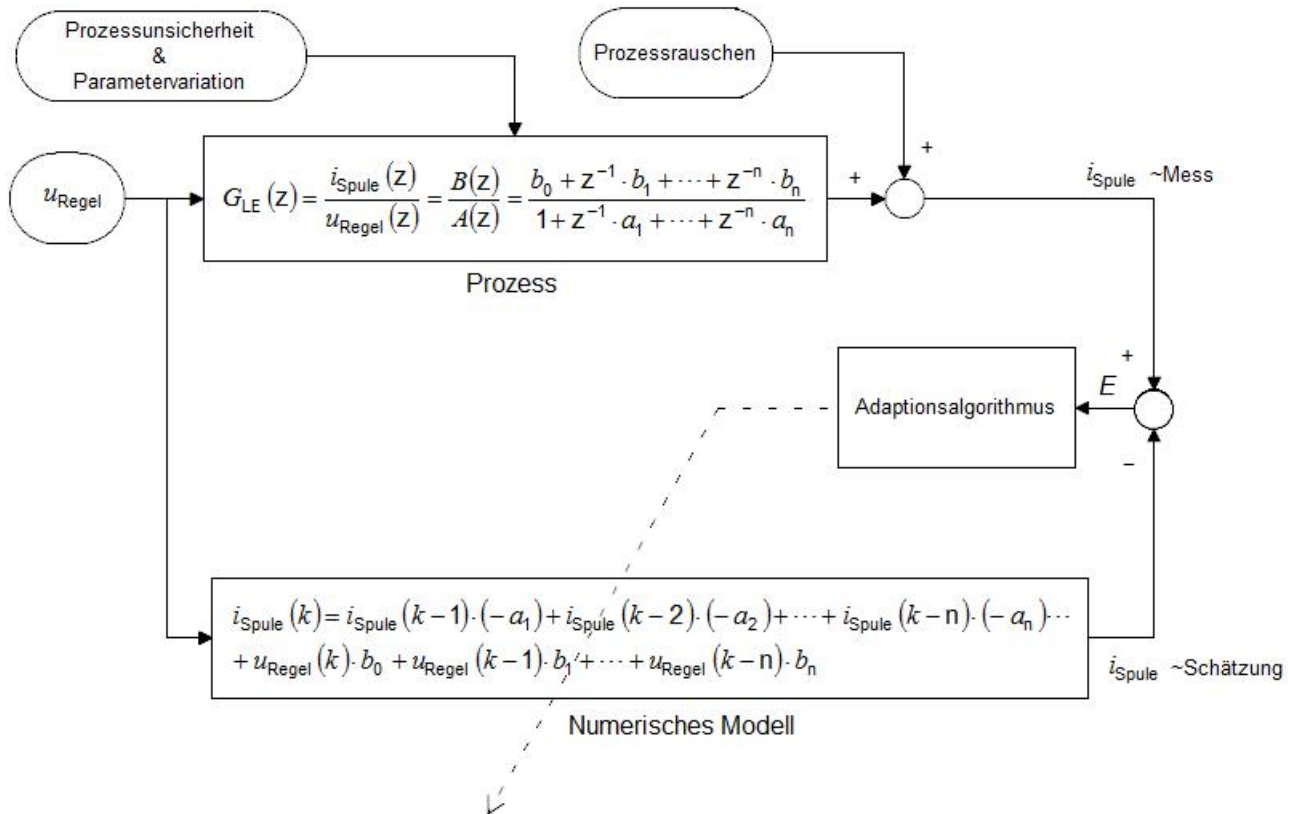 Prozessunsicherheit
&
Parametervariation
Prozessrauschen
+
u_Regel
G_LE(z) = i_Spule(z) / u_Regel(z) = B(z) / A(z) = (b_0 + z^-1 · b_1 + ··· + z^-n · b_n) / (1 + z^-1 · a_1 + ··· + z^-n · a_n)
+
i_Spule ~Mess
Prozess
+
E
Adaptionsalgorithmus
−
i_Spule(k) = i_Spule(k−1)·(−a_1) + i_Spule(k−2)·(−a_2) + ··· + i_Spule(k−n)·(−a_n)···
+ u_Regel(k)·b_0 + u_Regel(k−1)·b_1 + ··· + u_Regel(k−n)·b_n
i_Spule ~Schätzung
Numerisches Modell